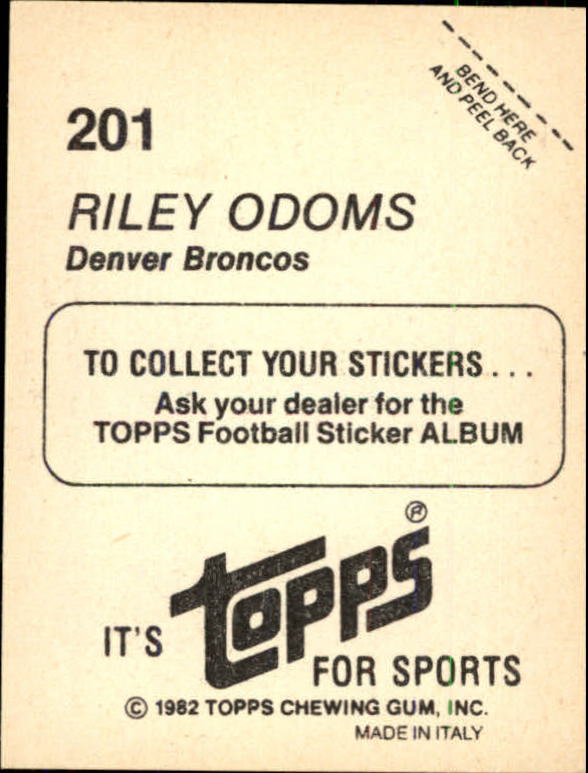 BEND HERE
AND PEEL BACK
201
RILEY ODOMS
Denver Broncos
TO COLLECT YOUR STICKERS...
Ask your dealer for the
TOPPS Football Sticker ALBUM
IT'S topps® FOR SPORTS
© 1982 TOPPS CHEWING GUM, INC.
MADE IN ITALY